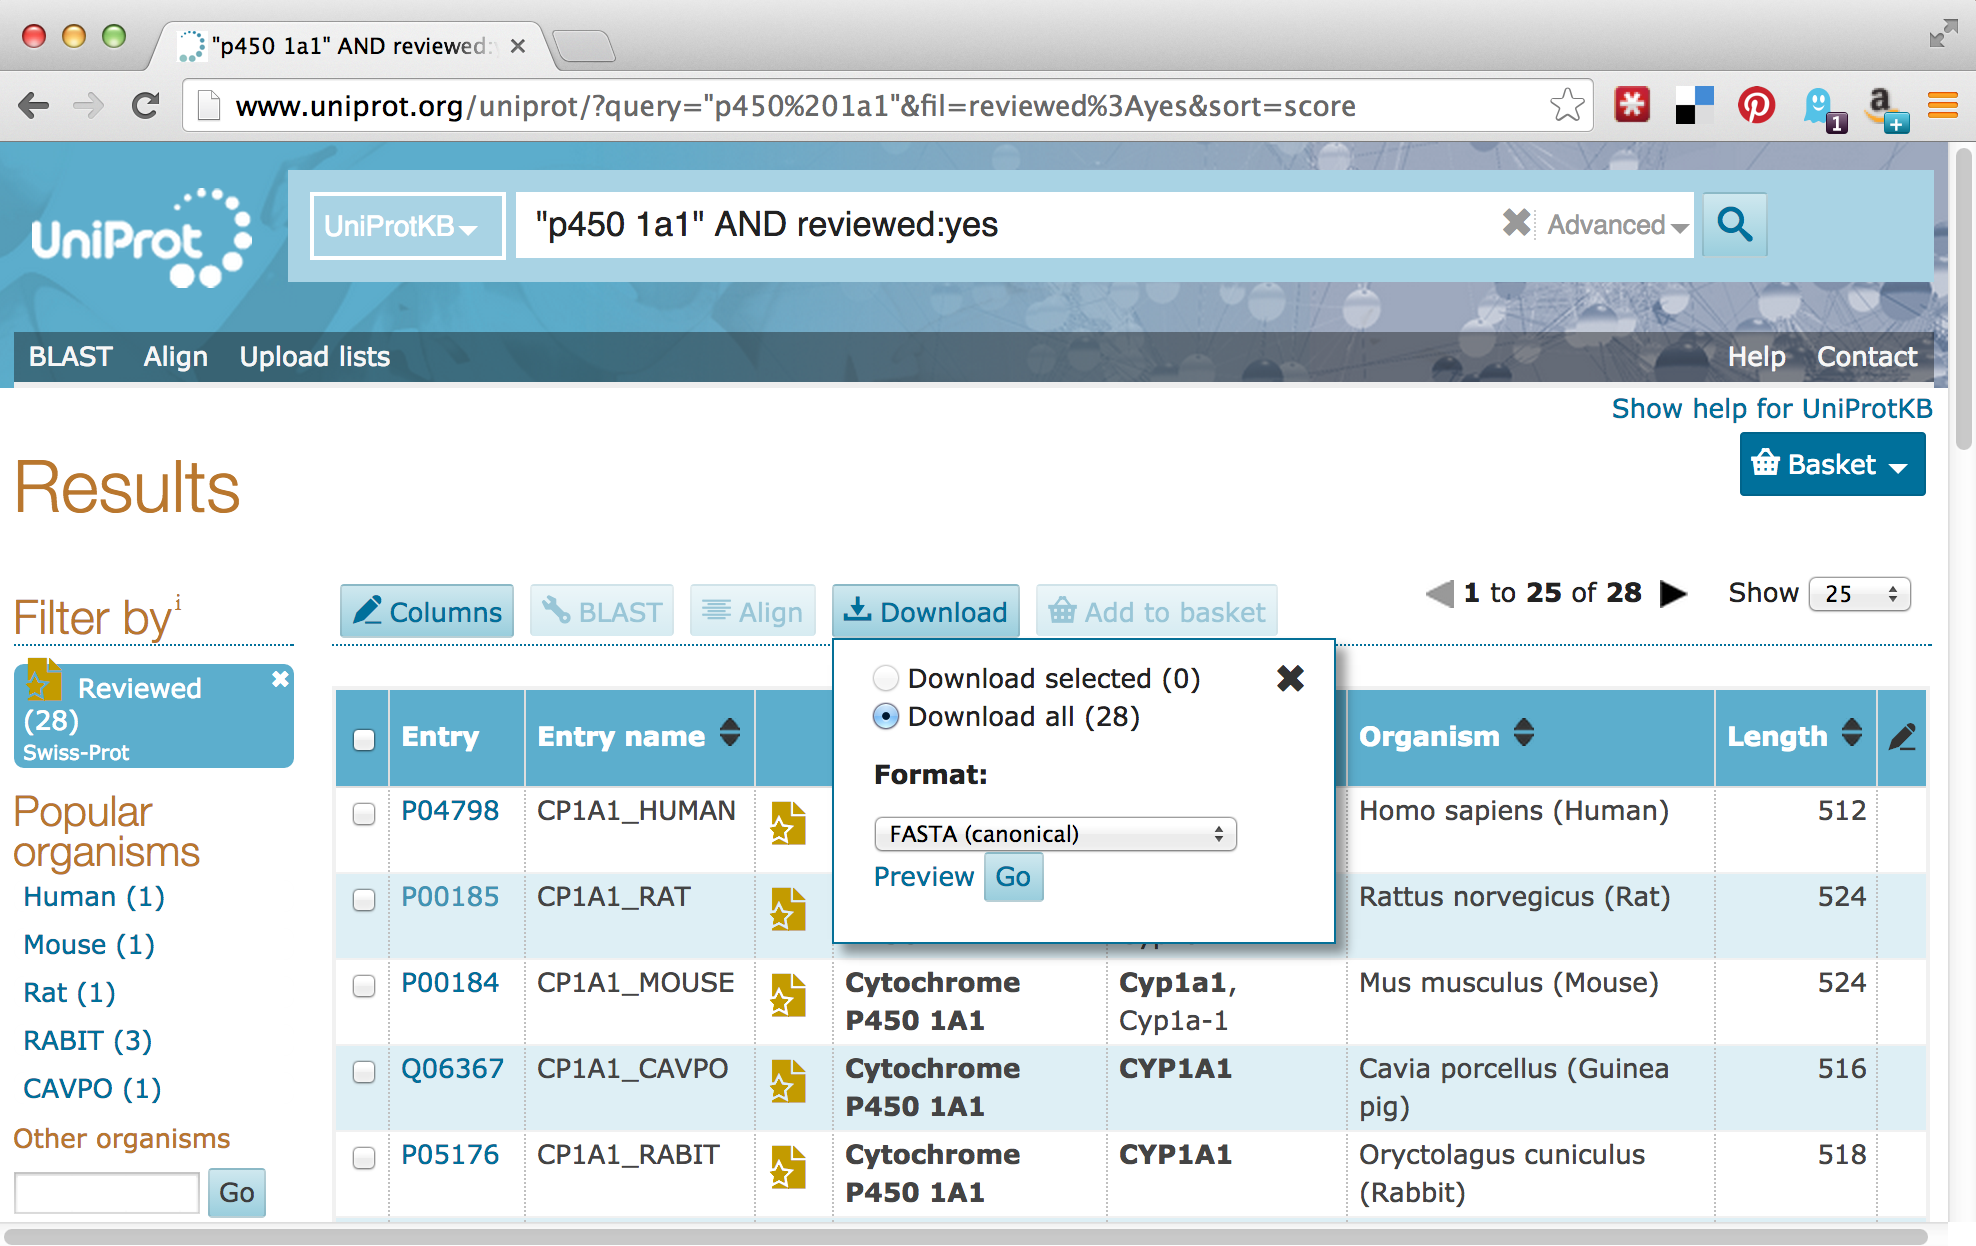 "p450 1a1" AND reviewed:
www.uniprot.org/uniprot/?query="p450%201a1"&fil=reviewed%3Ayes&sort=score
1
a
UniProt
UniProtKB
"p450 1a1" AND reviewed:yes
Advanced
BLAST Align Upload lists
Help Contact
Show help for UniProtKB
Basket
Results
Filter by i
Columns BLAST Align Download Add to basket
1 to 25 of 28 Show 25
Reviewed
(28)
Swiss-Prot
Popular
organisms
Human (1)
Mouse (1)
Rat (1)
RABIT (3)
CAVPO (1)
Other organisms
Go
Download selected (0)
Download all (28)
Format:
FASTA (canonical)
Preview Go
Entry Entry name Organism Length
P04798 CP1A1_HUMAN Homo sapiens (Human) 512
P00185 CP1A1_RAT Rattus norvegicus (Rat) 524
P00184 CP1A1_MOUSE Cytochrome Cyp1a1, Mus musculus (Mouse) 524
P450 1A1 Cyp1a-1
Q06367 CP1A1_CAVPO Cytochrome CYP1A1 Cavia porcellus (Guinea 516
P450 1A1 pig)
P05176 CP1A1_RABIT Cytochrome CYP1A1 Oryctolagus cuniculus 518
P450 1A1 (Rabbit)